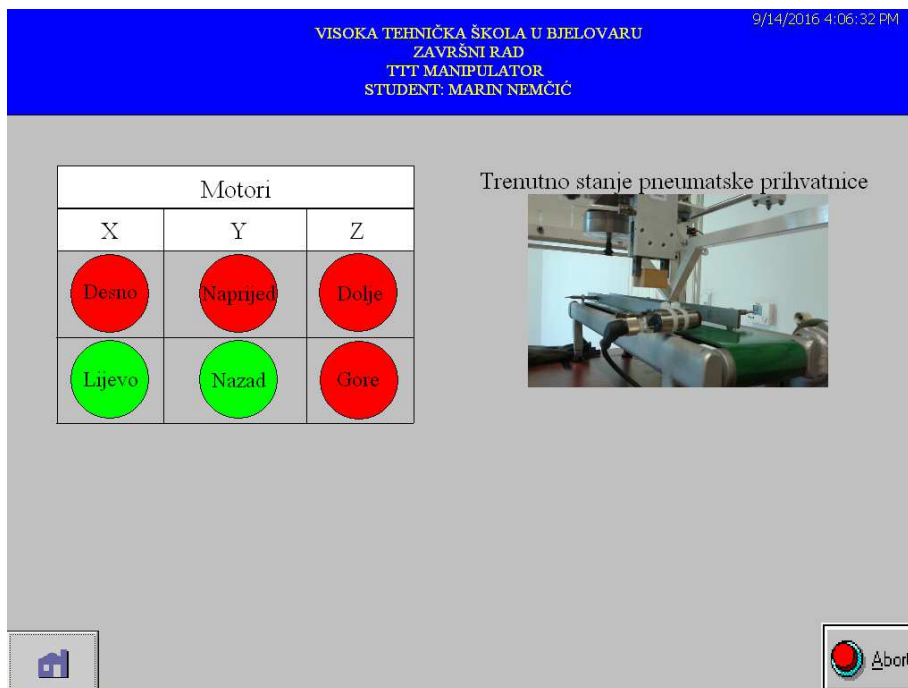 VISOKA TEHNIČKA ŠKOLA U BJELOVARU
ZAVRŠNI RAD
TTT MANIPULATOR
STUDENT: MARIN NEMČIĆ
9/14/2016 4:06:32 PM
Motori
X Y Z
Desno Naprijed Dolje
Lijevo Nazad Gore
Trenutno stanje pneumatske prihvatnice
Abort